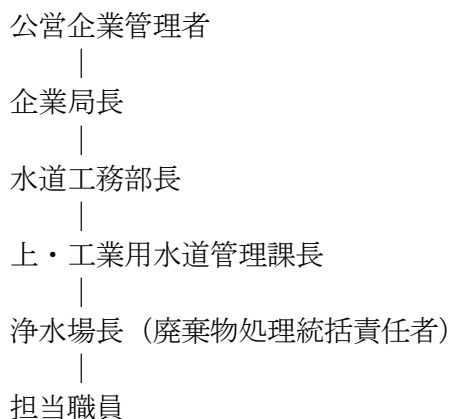 公営企業管理者
企業局長
水道工務部長
上・工業用水道管理課長
浄水場長（廃棄物処理統括責任者）
担当職員